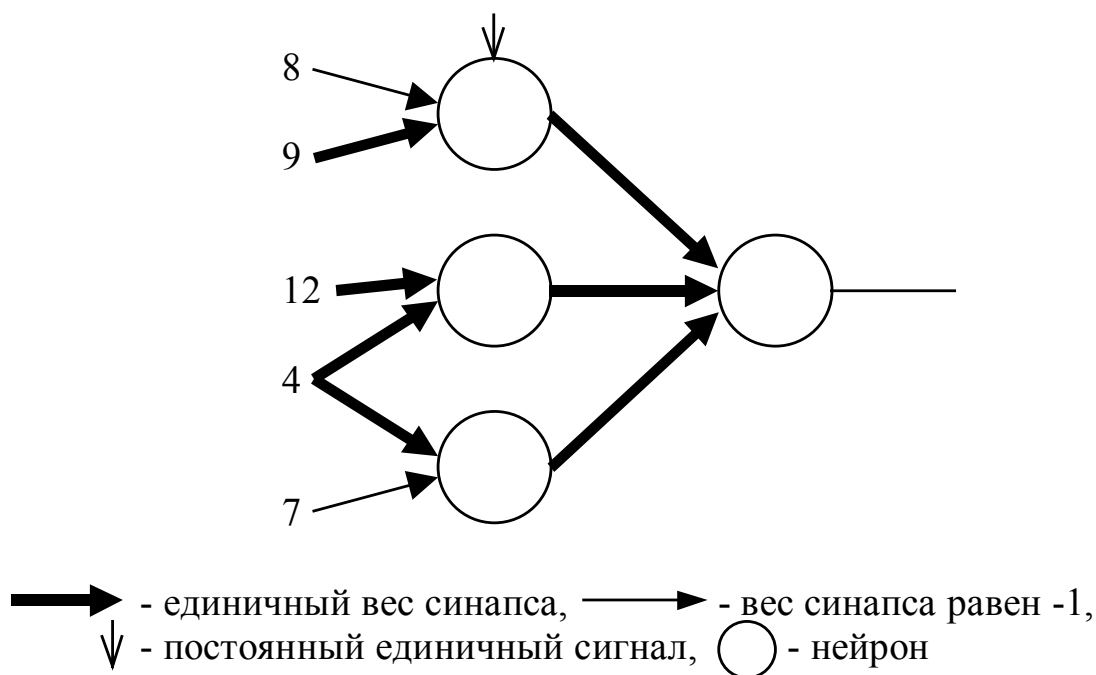 8
9
12
4
7
- единичный вес синапса, - вес синапса равен -1,
- постоянный единичный сигнал, - нейрон